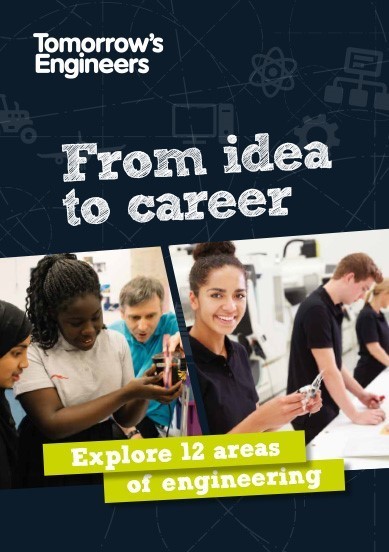 Tomorrow's
Engineers
From idea
to career
Explore 12 areas
of engineering